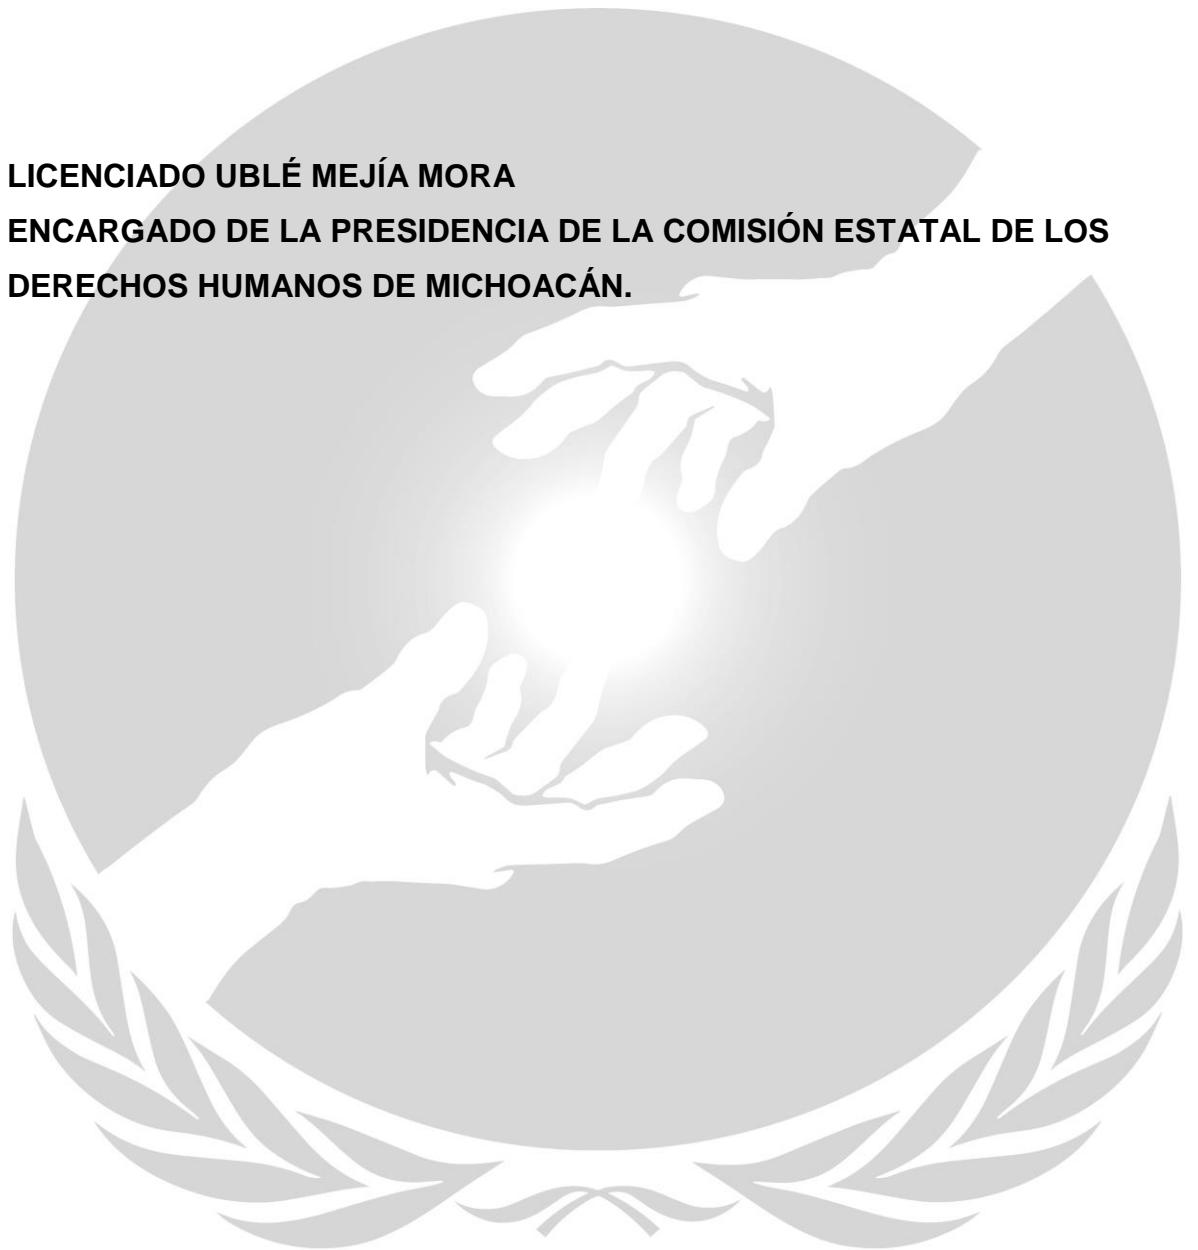 LICENCIADO UBLÉ MEJÍA MORA
ENCARGADO DE LA PRESIDENCIA DE LA COMISIÓN ESTATAL DE LOS
DERECHOS HUMANOS DE MICHOACÁN.